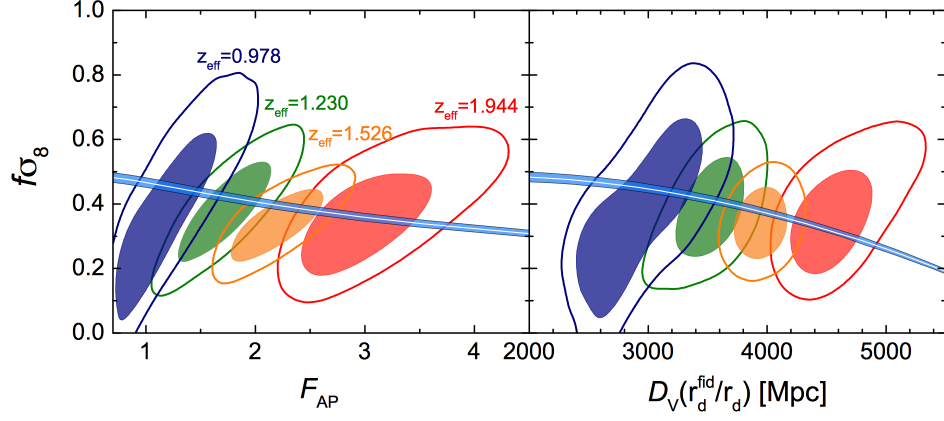 1.0
0.8
0.6
0.4
0.2
0.0
fσ8
zeff=0.978
zeff=1.230
zeff=1.526
zeff=1.944
1 2 3 4 2000 3000 4000 5000
FAP
DV(rdfid/rd) [Mpc]